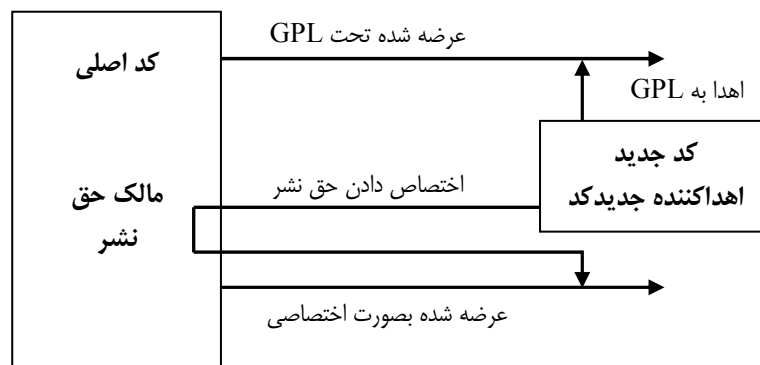 عرضه شده تحت GPL
کد اصلی
اهدا به GPL
کد جدید
اهداکننده جدیدکد
اختصاص دادن حق نشر
مالک حق
نشر
عرضه شده بصورت اختصاصی